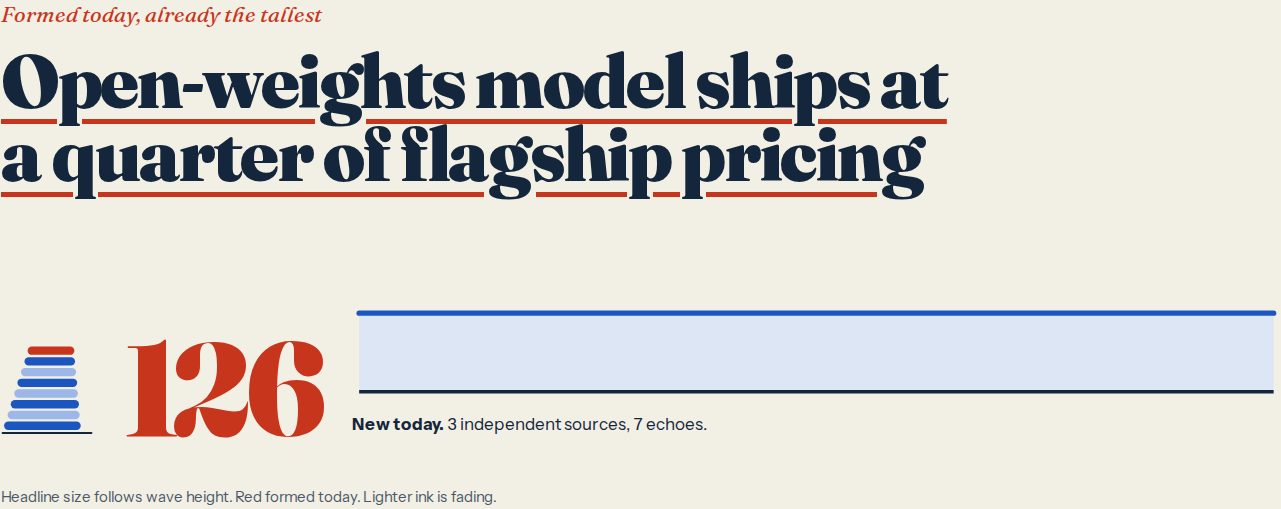 Formed today, already the tallest
Open-weights model ships at
a quarter of flagship pricing
126
New today. 3 independent sources, 7 echoes.
Headline size follows wave height. Red formed today. Lighter ink is fading.